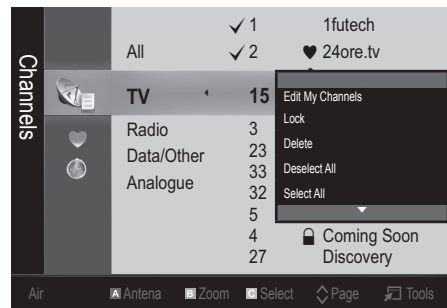 Channels
✓ 1 1futech
All ✓ 2 ♥ 24ore.tv
TV 15
Edit My Channels
Lock
Delete
Deselect All
Select All
Radio 3
Data/Other 23
33
Analogue 32
5
4 Coming Soon
27 Discovery
Air A Antena B Zoom C Select Page Tools